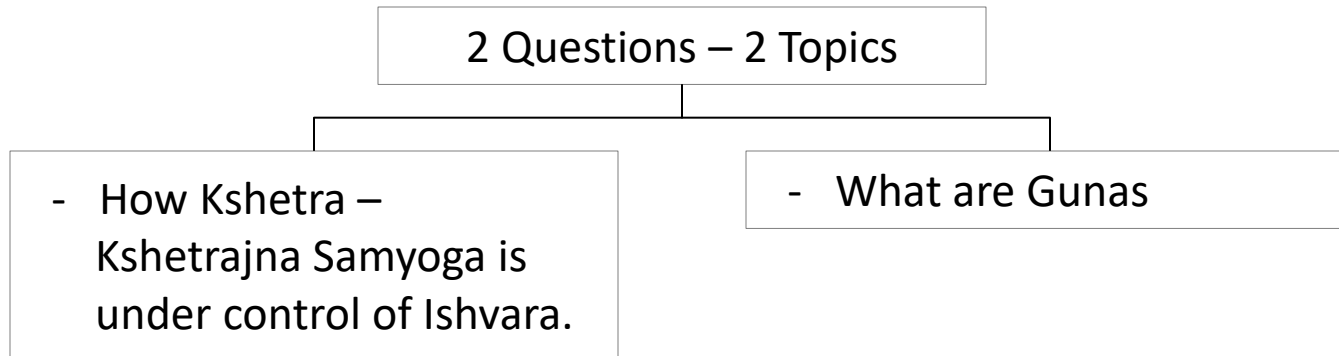 2 Questions – 2 Topics
- How Kshetra –
Kshetrajna Samyoga is
under control of Ishvara.
- What are Gunas